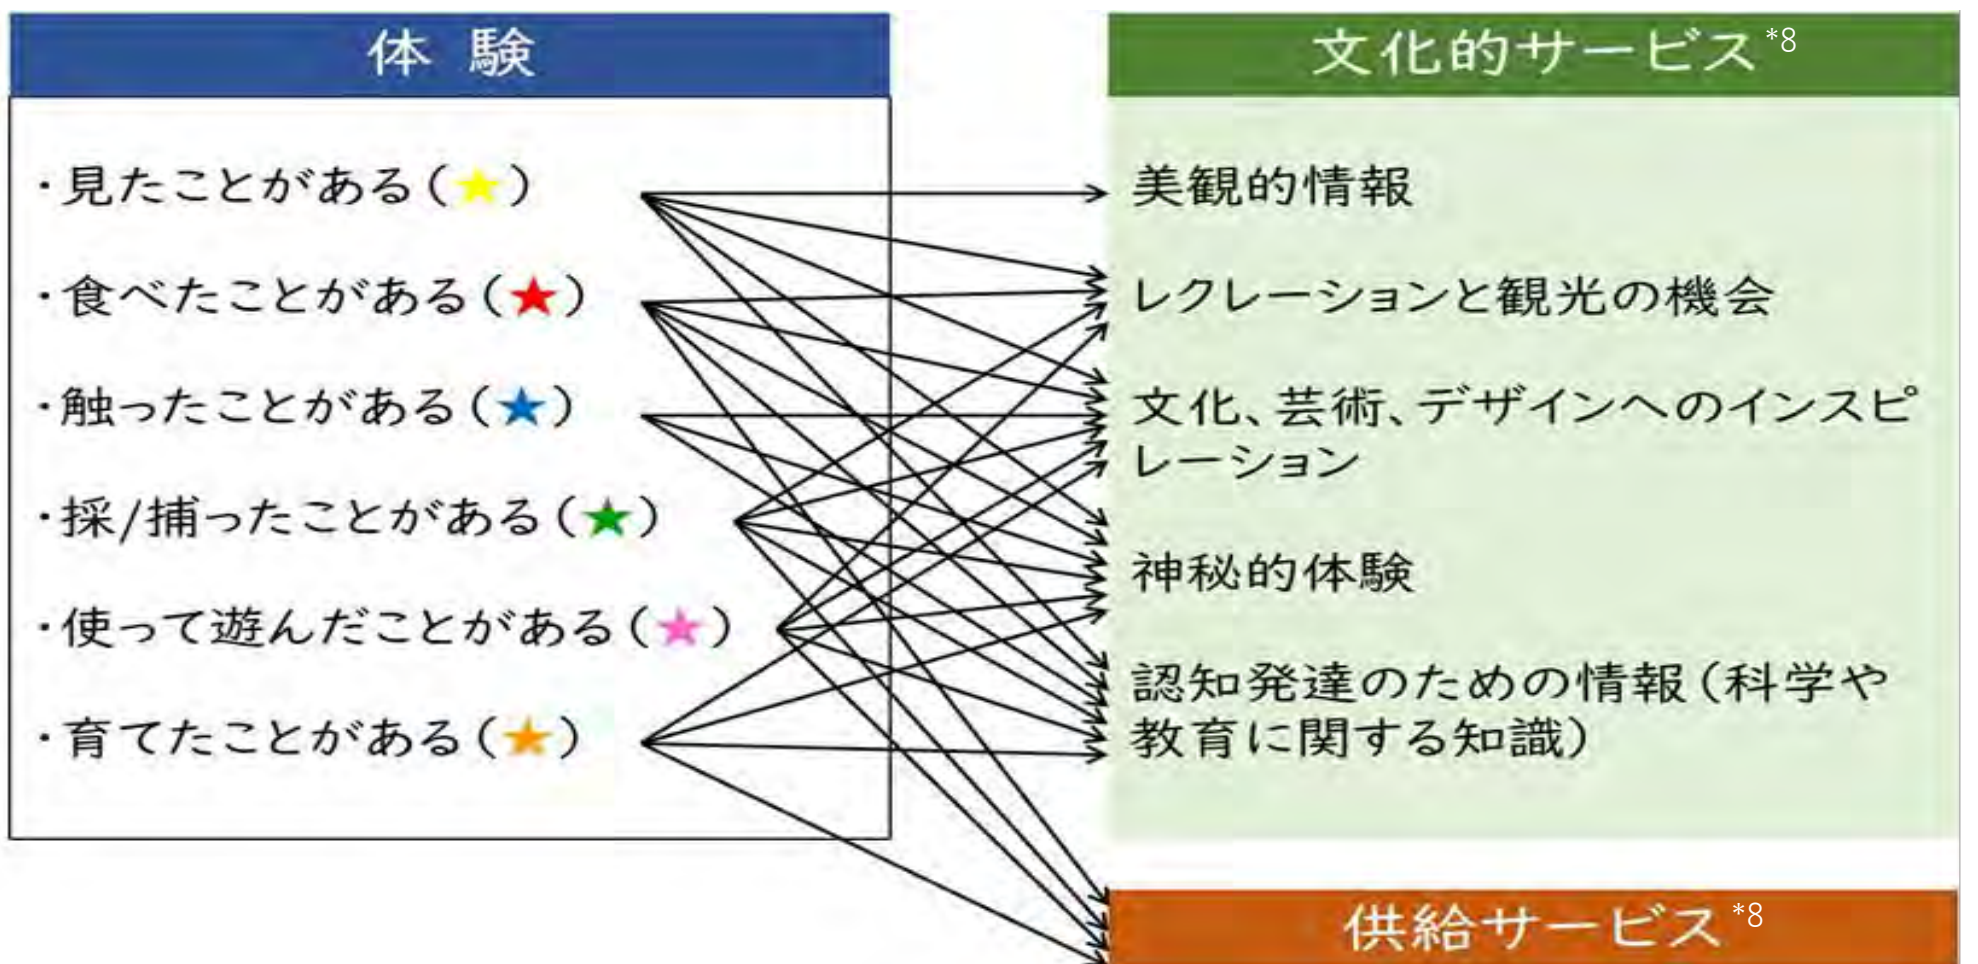 体 験
・見たことがある(★)
・食べたことがある(★)
・触ったことがある(★)
・採/捕ったことがある(★)
・使って遊んだことがある(★)
・育てたことがある(★)
文化的サービス*8
美観的情報
レクレーションと観光の機会
文化、芸術、デザインへのインスピ
レーション
神秘的体験
認知発達のための情報(科学や
教育に関する知識)
供給サービス*8